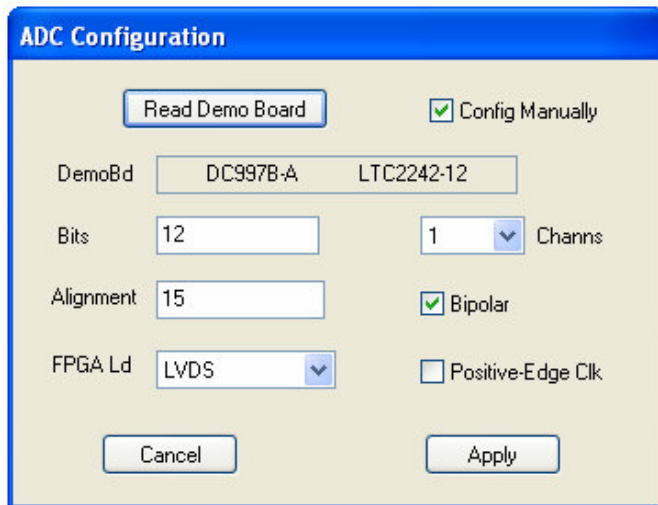 ADC Configuration
Read Demo Board
Config Manually
DemoBd DC997B-A LTC2242-12
Bits 12 1 Channs
Alignment 15 Bipolar
FPGA Ld LVDS Positive-Edge Clk
Cancel Apply